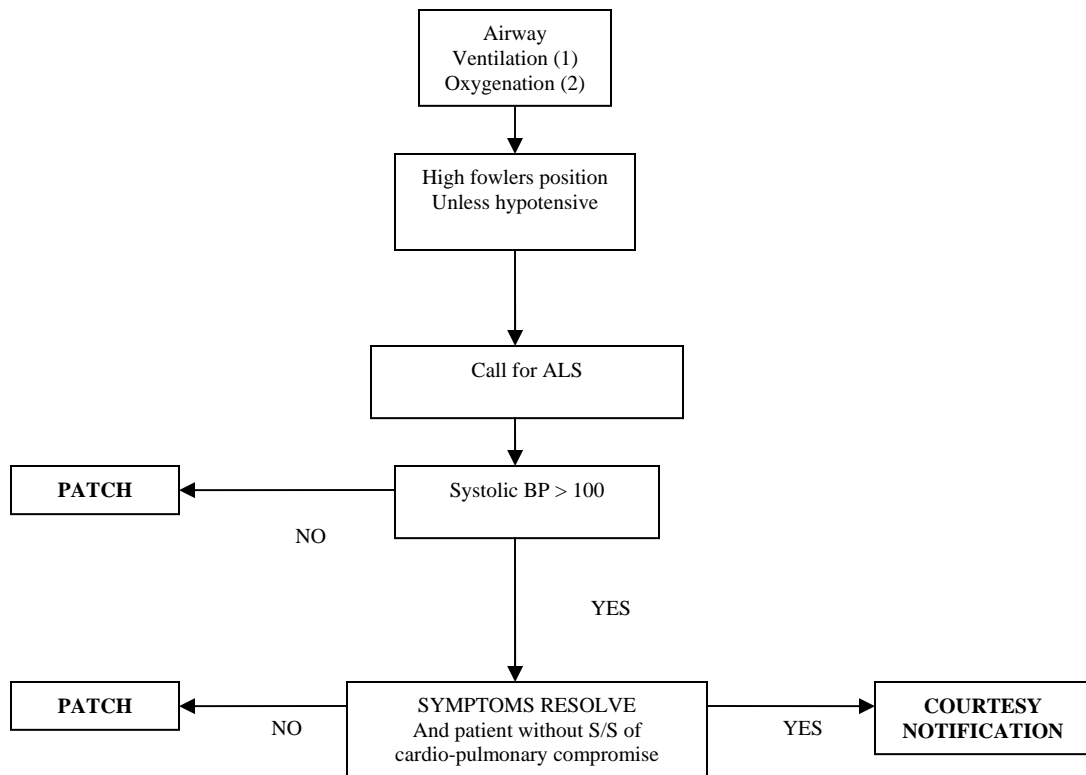 Airway
Ventilation (1)
Oxygenation (2)
High fowlers position
Unless hypotensive
Call for ALS
PATCH
Systolic BP > 100
NO
YES
PATCH
NO
SYMPTOMS RESOLVE
And patient without S/S of
cardio-pulmonary compromise
YES
COURTESY
NOTIFICATION